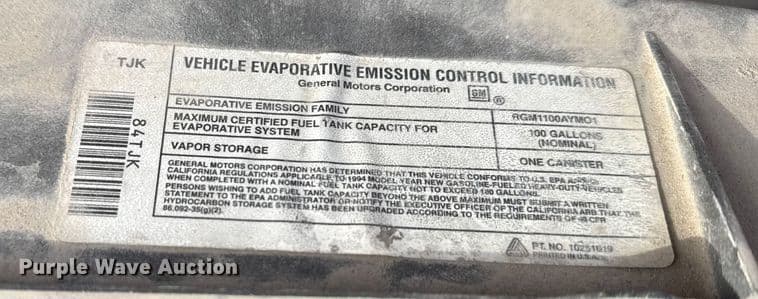 TJK
84TJK
VEHICLE EVAPORATIVE EMISSION CONTROL INFORMATION
General Motors Corporation GM ®
EVAPORATIVE EMISSION FAMILY RGM1100AYMO1
MAXIMUM CERTIFIED FUEL TANK CAPACITY FOR
EVAPORATIVE SYSTEM
100 GALLONS
(NOMINAL)
VAPOR STORAGE ONE CANISTER
GENERAL MOTORS CORPORATION HAS DETERMINED THAT THIS VEHICLE CONFORMS TO U.S. EPA AND
CALIFORNIA REGULATIONS APPLICABLE TO 1994 MODEL YEAR NEW GASOLINE-FUELED HEAVY-DUTY VEHICLES
WHEN COMPLETED WITH A NOMINAL FUEL TANK CAPACITY NOT TO EXCEED 100 GALLONS.
PERSONS WISHING TO ADD FUEL TANK CAPACITY BEYOND THE ABOVE MAXIMUM MUST SUBMIT A WRITTEN
STATEMENT TO THE EPA ADMINISTRATOR OR NOTIFY THE EXECUTIVE OFFICER OF THE CALIFORNIA ARB THAT THE
HYDROCARBON STORAGE SYSTEM HAS BEEN UPGRADED ACCORDING TO THE REQUIREMENTS OF CFR
86.092-35(g)(2).
PT. NO. 10251019
PRINTED IN U.S.A.
Purple Wave Auction